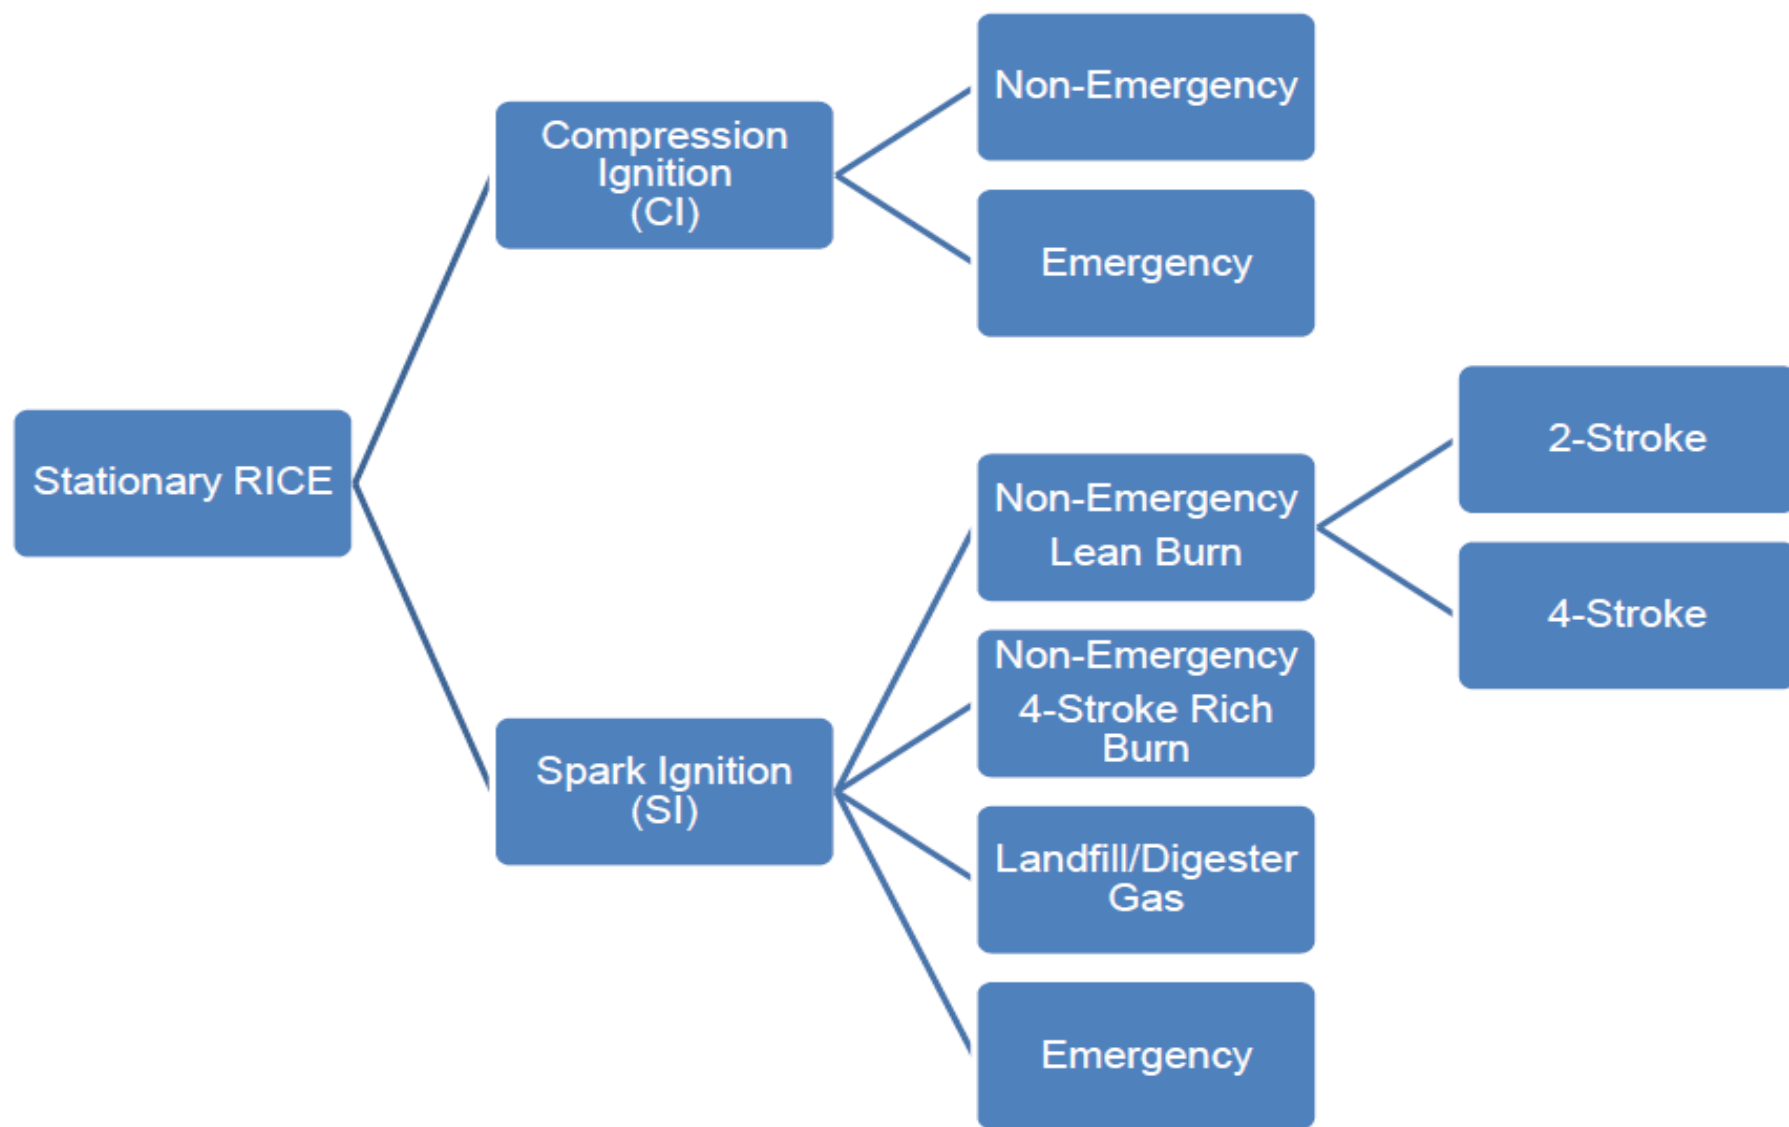 Stationary RICE
Compression
Ignition
(CI)
Non-Emergency
Emergency
Spark Ignition
(SI)
Non-Emergency
Lean Burn
2-Stroke
4-Stroke
Non-Emergency
4-Stroke Rich
Burn
Landfill/Digester
Gas
Emergency